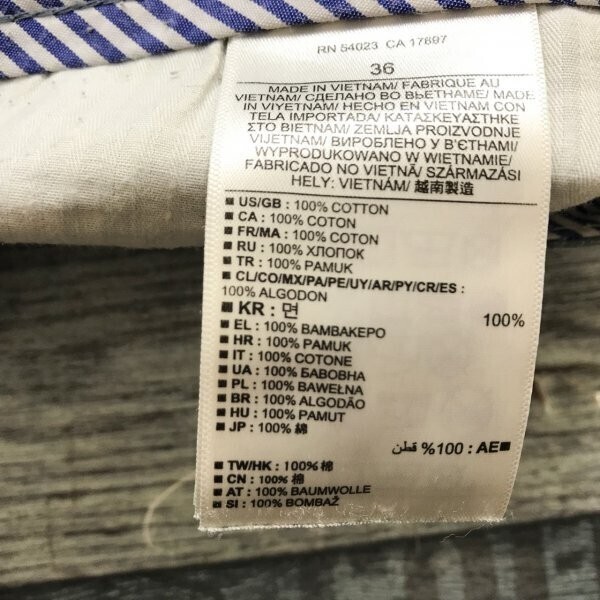 RN 54023 CA 17897
36
MADE IN VIETNAM/ FABRIQUE AU
VIETNAM/ СДЕЛАНО ВО ВЬЕТНАМЕ/ MADE
IN VIYETNAM/ HECHO EN VIETNAM CON
TELA IMPORTADA/ ΚΑΤΑΣΚΕΥΑΣΤΗΚΕ
ΣΤΟ ΒΙΕΤΝΑΜ/ ZEMLJA PROIZVODNJE
VIJETNAM/ ВИРОБЛЕНО У В'ЄТНАМІ/
WYPRODUKOWANO W WIETNAMIE/
FABRICADO NO VIETNÃ/ SZÁRMAZÁSI
HELY: VIETNÁM/ 越南製造
■ US/GB : 100% COTTON
■ CA : 100% COTON
■ FR/MA : 100% COTON
■ RU : 100% ХЛОПОК
■ TR : 100% PAMUK
■ CL/CO/MX/PA/PE/UY/AR/PY/CR/ES :
100% ALGODON
■ KR : 면 100%
■ EL : 100% ΒΑΜΒΑΚΕΡΟ
■ HR : 100% PAMUK
■ IT : 100% COTONE
■ UA : 100% БАВОВНА
■ PL : 100% BAWEŁNA
■ BR : 100% ALGODÃO
■ HU : 100% PAMUT
■ JP : 100% 綿
■AE : 100% قطن
■ TW/HK : 100% 棉
■ CN : 100% 棉
■ AT : 100% BAUMWOLLE
■ SI : 100% BOMBAŽ